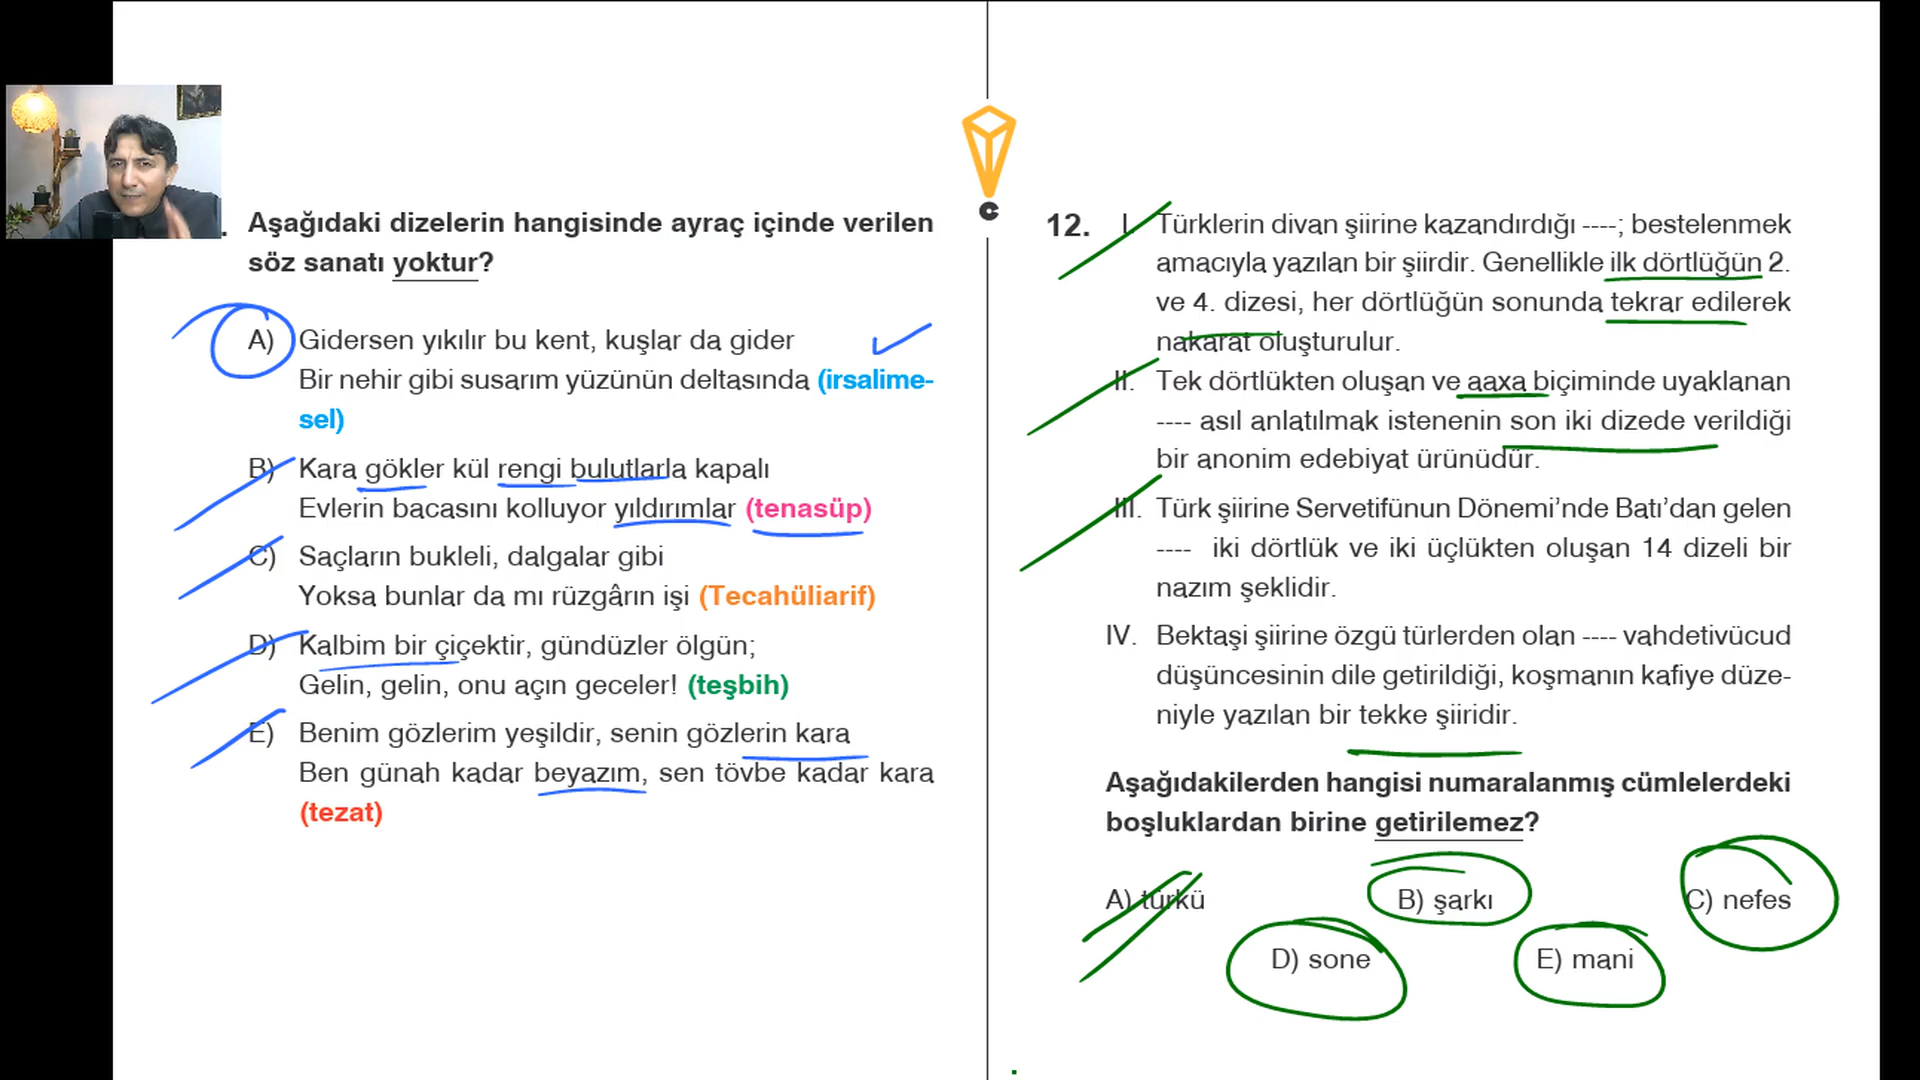 . Aşağıdaki dizelerin hangisinde ayraç içinde verilen
söz sanatı yoktur?
A) Gidersen yıkılır bu kent, kuşlar da gider
Bir nehir gibi susarım yüzünün deltasında (irsalime-
sel)
B) Kara gökler kül rengi bulutlarla kapalı
Evlerin bacasını kolluyor yıldırımlar (tenasüp)
C) Saçların bukleli, dalgalar gibi
Yoksa bunlar da mı rüzgârın işi (Tecahüliarif)
D) Kalbim bir çiçektir, gündüzler ölgün;
Gelin, gelin, onu açın geceler! (teşbih)
E) Benim gözlerim yeşildir, senin gözlerin kara
Ben günah kadar beyazım, sen tövbe kadar kara
(tezat)
12. I. Türklerin divan şiirine kazandırdığı ----; bestelenmek
amacıyla yazılan bir şiirdir. Genellikle ilk dörtlüğün 2.
ve 4. dizesi, her dörtlüğün sonunda tekrar edilerek
nakarat oluşturulur.
II. Tek dörtlükten oluşan ve aaxa biçiminde uyaklanan
---- asıl anlatılmak istenenin son iki dizede verildiği
bir anonim edebiyat ürünüdür.
III. Türk şiirine Servetifünun Dönemi'nde Batı'dan gelen
---- iki dörtlük ve iki üçlükten oluşan 14 dizeli bir
nazım şeklidir.
IV. Bektaşi şiirine özgü türlerden olan ---- vahdetivücud
düşüncesinin dile getirildiği, koşmanın kafiye düze-
niyle yazılan bir tekke şiiridir.
Aşağıdakilerden hangisi numaralanmış cümlelerdeki
boşluklardan birine getirilemez?
A) türkü B) şarkı C) nefes
D) sone E) mani